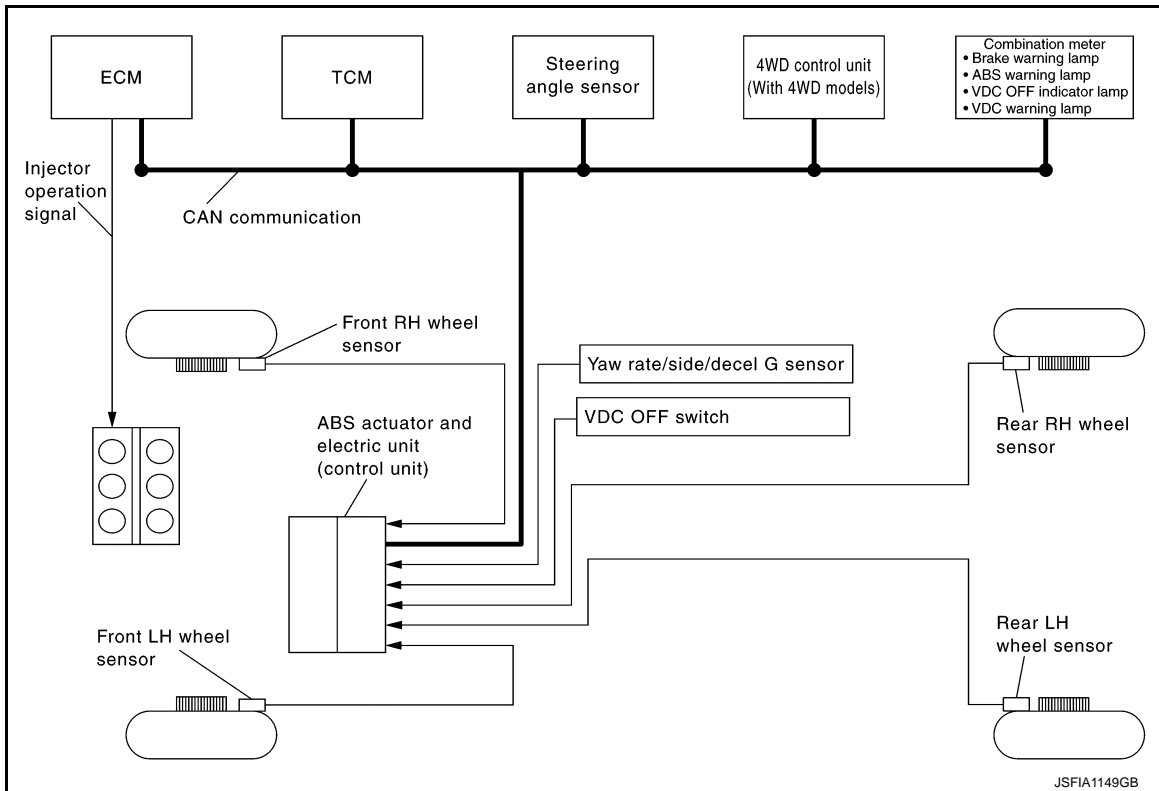 ECM
TCM
Steering
angle sensor
4WD control unit
(With 4WD models)
Combination meter
• Brake warning lamp
• ABS warning lamp
• VDC OFF indicator lamp
• VDC warning lamp
Injector
operation
signal
CAN communication
Front RH wheel
sensor
Yaw rate/side/decel G sensor
VDC OFF switch
Rear RH wheel
sensor
ABS actuator and
electric unit
(control unit)
Front LH wheel
sensor
Rear LH
wheel sensor
JSFIA1149GB